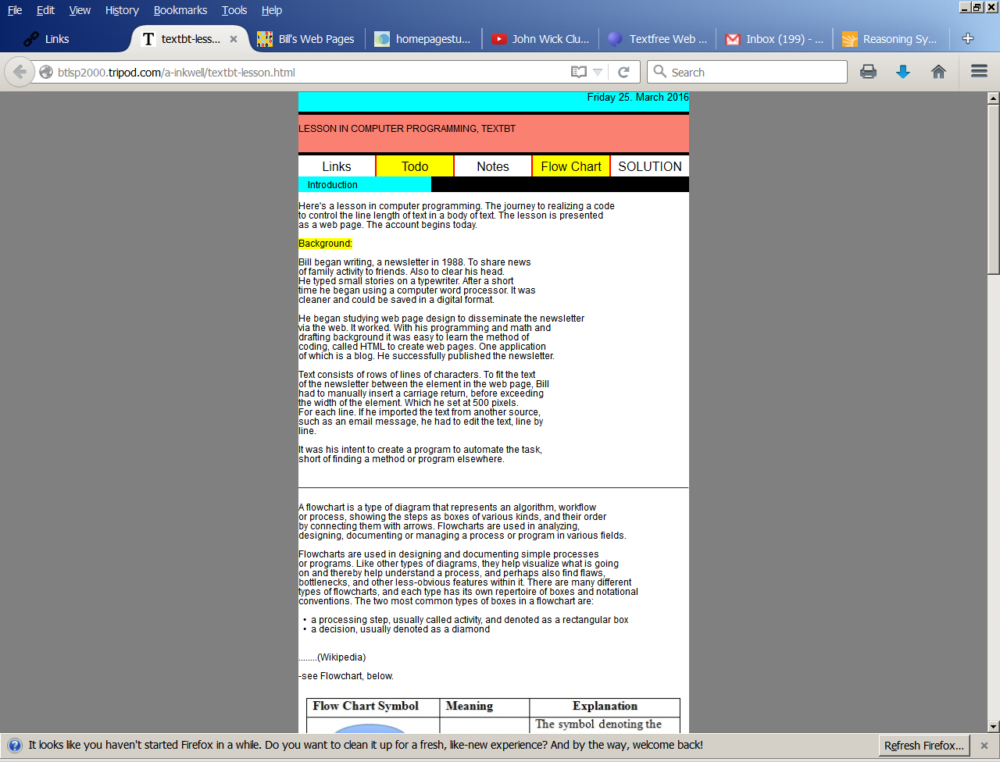 File Edit View History Bookmarks Tools Help
Links textbt-less... Bill's Web Pages homepagestu... John Wick Clu... Textfree Web ... Inbox (199) - ... Reasoning Sy...
btlsp2000.tripod.com/a-inkwell/textbt-lesson.html Search
Friday 25. March 2016
LESSON IN COMPUTER PROGRAMMING, TEXTBT
Links Todo Notes Flow Chart SOLUTION
Introduction
Here's a lesson in computer programming. The journey to realizing a code
to control the line length of text in a body of text. The lesson is presented
as a web page. The account begins today.
Background:
Bill began writing, a newsletter in 1988. To share news
of family activity to friends. Also to clear his head.
He typed small stories on a typewriter. After a short
time he began using a computer word processor. It was
cleaner and could be saved in a digital format.
He began studying web page design to disseminate the newsletter
via the web. It worked. With his programming and math and
drafting background it was easy to learn the method of
coding, called HTML to create web pages. One application
of which is a blog. He successfully published the newsletter.
Text consists of rows of lines of characters. To fit the text
of the newsletter between the element in the web page, Bill
had to manually insert a carriage return, before exceeding
the width of the element. Which he set at 500 pixels.
For each line. If he imported the text from another source,
such as an email message, he had to edit the text, line by
line.
It was his intent to create a program to automate the task,
short of finding a method or program elsewhere.
A flowchart is a type of diagram that represents an algorithm, workflow
or process, showing the steps as boxes of various kinds, and their order
by connecting them with arrows. Flowcharts are used in analyzing,
designing, documenting or managing a process or program in various fields.
Flowcharts are used in designing and documenting simple processes
or programs. Like other types of diagrams, they help visualize what is going
on and thereby help understand a process, and perhaps also find flaws,
bottlenecks, and other less-obvious features within it. There are many different
types of flowcharts, and each type has its own repertoire of boxes and notational
conventions. The two most common types of boxes in a flowchart are:
• a processing step, usually called activity, and denoted as a rectangular box
• a decision, usually denoted as a diamond
........(Wikipedia)
-see Flowchart, below.
Flow Chart Symbol Meaning Explanation
The symbol denoting the
It looks like you haven't started Firefox in a while. Do you want to clean it up for a fresh, like-new experience? And by the way, welcome back! Refresh Firefox...